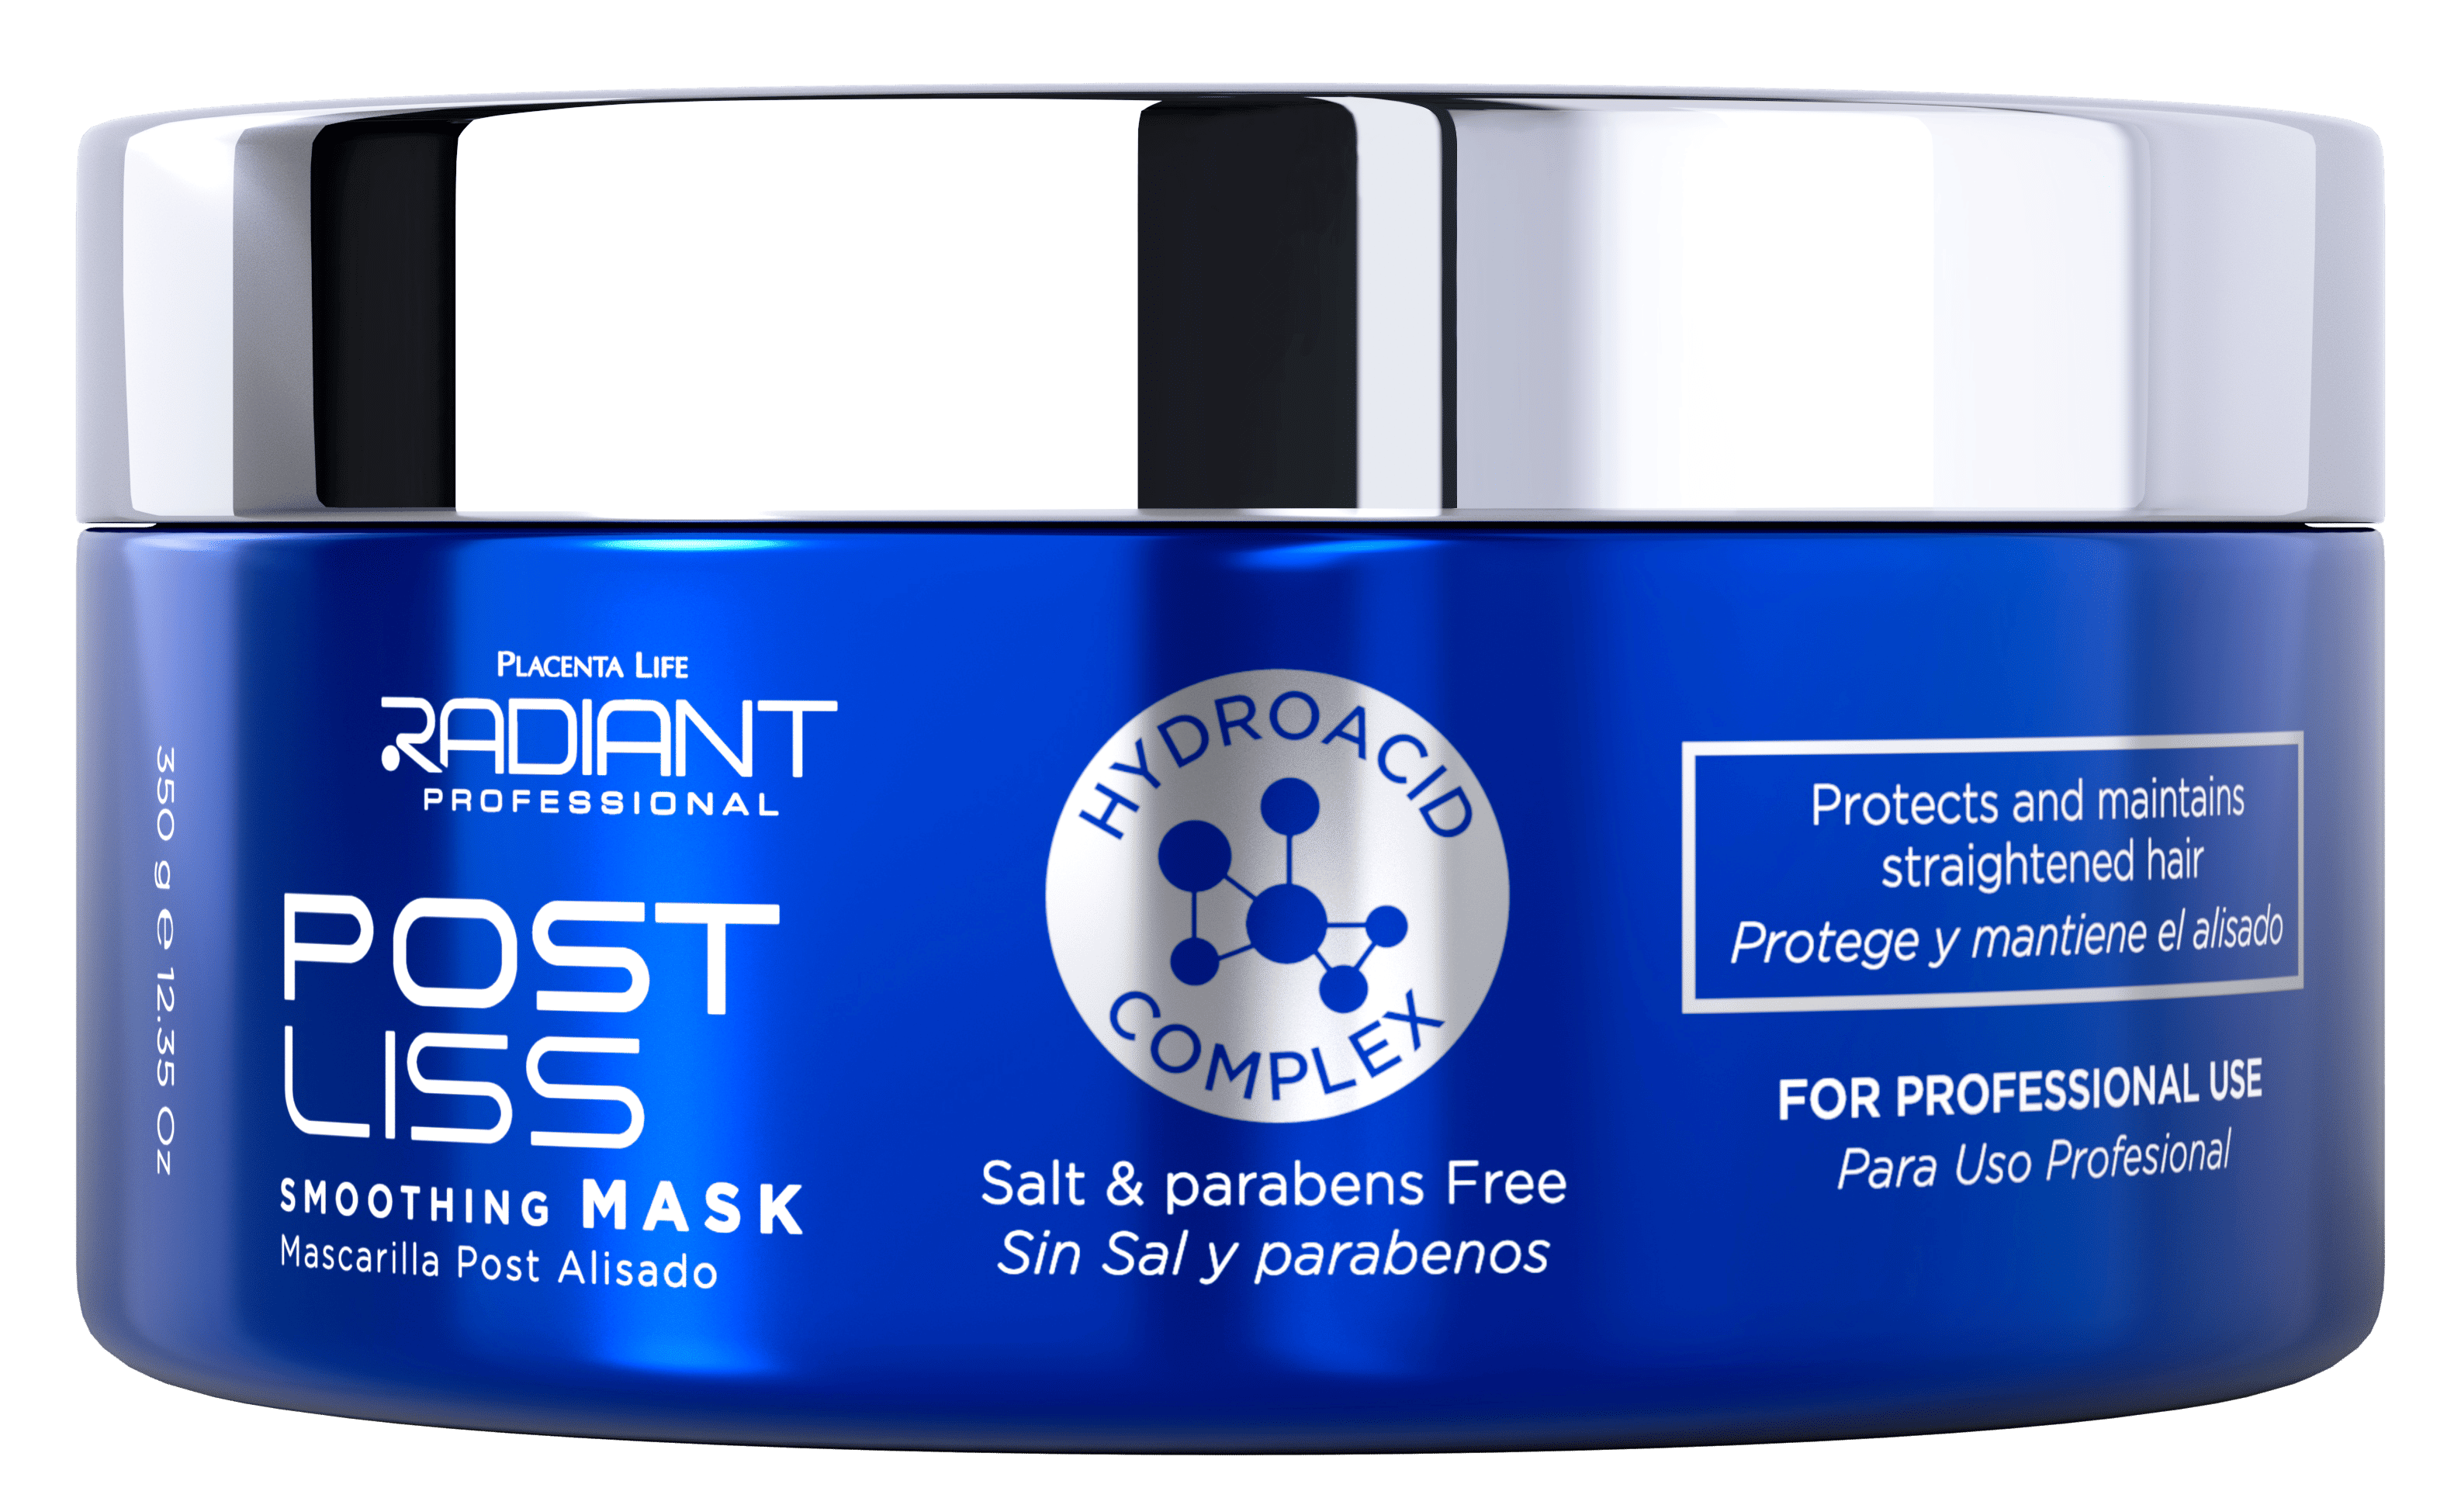 350 g e 12.35 Oz
PLACENTA LIFE
RADIANT
PROFESSIONAL
POST
LISS
SMOOTHING MASK
Mascarilla Post Alisado
HYDROACID
COMPLEX
Salt & parabens Free
Sin Sal y parabenos
Protects and maintains
straightened hair
Protege y mantiene el alisado
FOR PROFESSIONAL USE
Para Uso Profesional